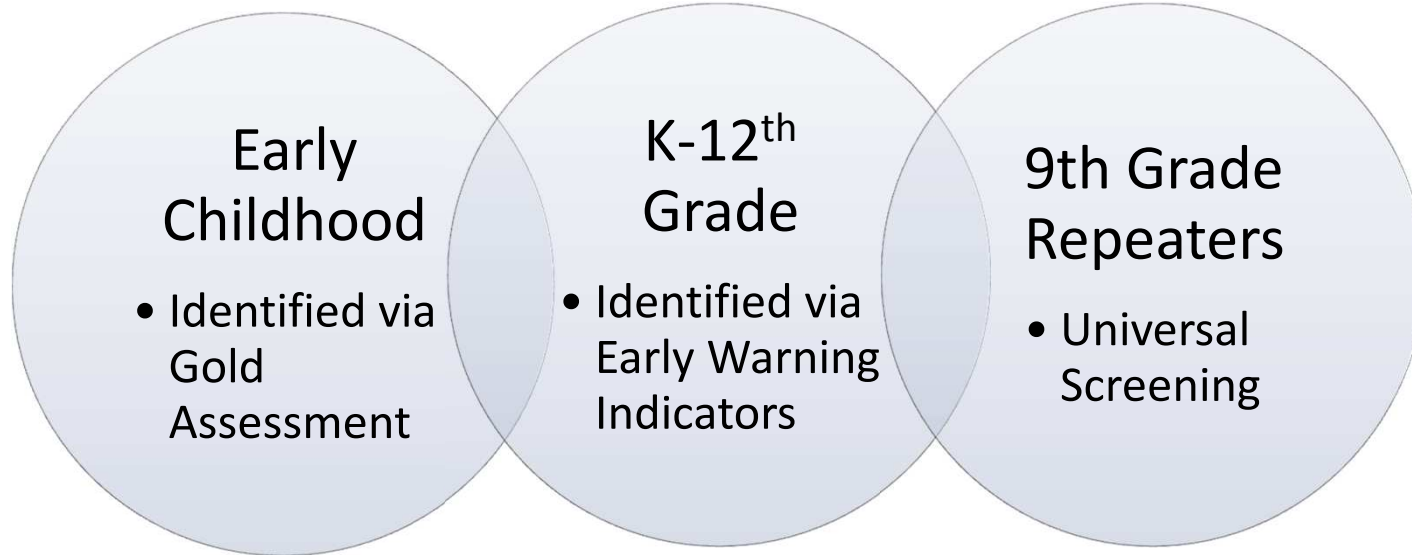 Early
Childhood
• Identified via
Gold
Assessment
K-12th
Grade
• Identified via
Early Warning
Indicators
9th Grade
Repeaters
• Universal
Screening